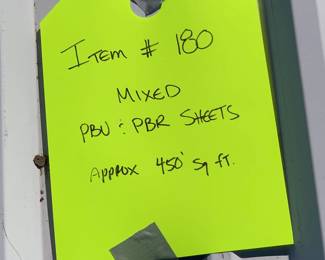 ITEM # 180
MIXED
PBU & PBR SHEETS
APPROX 450' Sq FT.